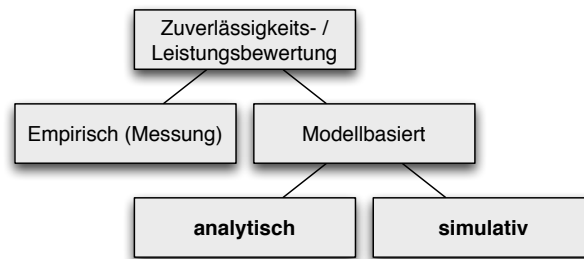 Zuverlässigkeits- /
Leistungsbewertung
Empirisch (Messung)
Modellbasiert
analytisch
simulativ